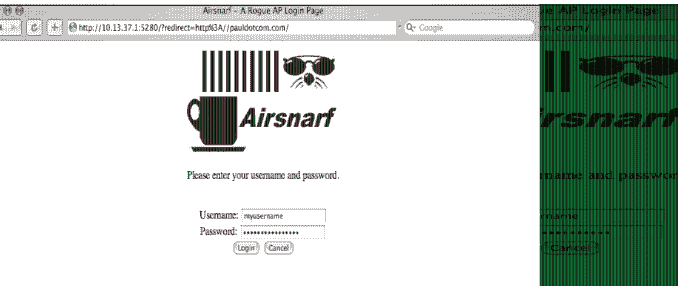 Airsnarf - A Rogue AP Login Page
http://10.13.37.1:5280/?redirect=http%3A//pauldotcom.com/
Google
Airsnarf
Please enter your username and password.
Username: myusername
Password: ••••••••••••••••
Login Cancel
e AP Login Page
m.com/
rsnarf
name and passwor
name
Cancel